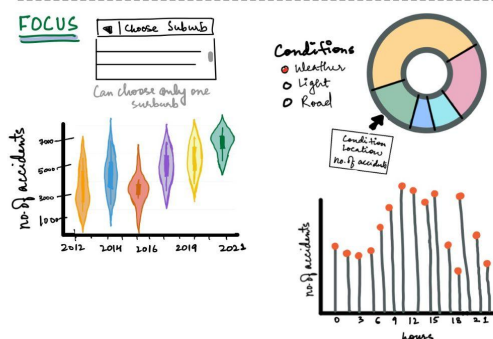 FOCUS
Choose Suburb
Can choose only one
surburb
no. of accidents
7000
5000
3000
1000
2012 2014 2016 2019 2021
Conditions
Weather
Light
Road
Condition
Location
No. of accidents
no. of accidents
0 3 6 9 12 15 18 21
hours